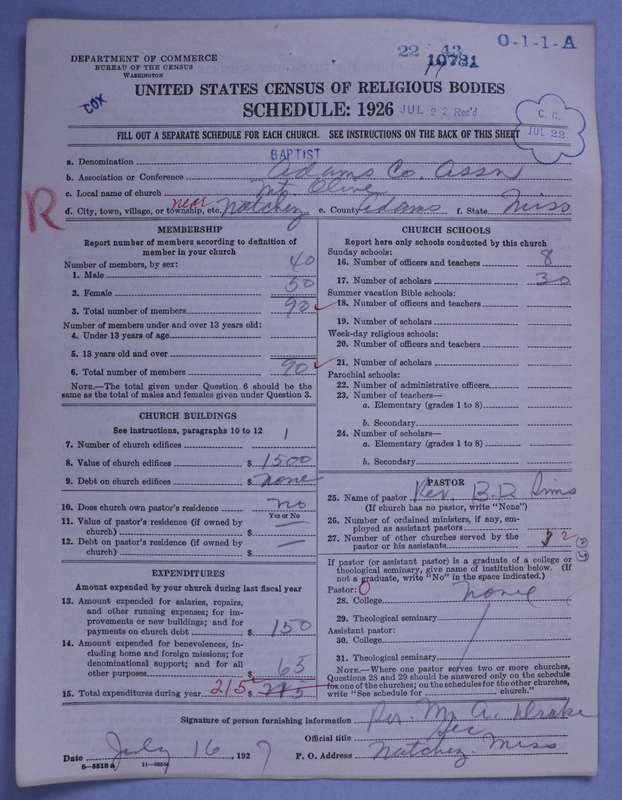 22 43 O-1-1-A
DEPARTMENT OF COMMERCE
BUREAU OF THE CENSUS
WASHINGTON
10781
COX
UNITED STATES CENSUS OF RELIGIOUS BODIES
SCHEDULE: 1926
JUL 22 Rec'd
C. C.
JUL 22
FILL OUT A SEPARATE SCHEDULE FOR EACH CHURCH. SEE INSTRUCTIONS ON THE BACK OF THIS SHEET
a. Denomination BAPTIST
b. Association or Conference Adams Co. Assn
c. Local name of church Mt Olive
d. City, town, village, or township, etc. near Natchez e. County Adams f. State Miss
R
MEMBERSHIP
Report number of members according to definition of
member in your church
Number of members, by sex:
1. Male 40
2. Female 50
3. Total number of members 90
Number of members under and over 13 years old:
4. Under 13 years of age
5. 13 years old and over
6. Total number of members 90
NOTE.—The total given under Question 6 should be the
same as the total of males and females given under Question 3.
CHURCH BUILDINGS
See instructions, paragraphs 10 to 12
7. Number of church edifices 1
8. Value of church edifices $ 1500
9. Debt on church edifices $ none
10. Does church own pastor's residence no
Yes or No
11. Value of pastor's residence (if owned by
church) $ —
12. Debt on pastor's residence (if owned by
church) $ —
EXPENDITURES
Amount expended by your church during last fiscal year
13. Amount expended for salaries, repairs,
and other running expenses; for im-
provements or new buildings; and for
payments on church debt $ 150
14. Amount expended for benevolences, in-
cluding home and foreign missions; for
denominational support; and for all
other purposes $ 65
15. Total expenditures during year 215 $
CHURCH SCHOOLS
Report here only schools conducted by this church
Sunday schools:
16. Number of officers and teachers 8
17. Number of scholars 30
Summer vacation Bible schools:
18. Number of officers and teachers
19. Number of scholars
Week-day religious schools:
20. Number of officers and teachers
21. Number of scholars
Parochial schools:
22. Number of administrative officers
23. Number of teachers—
a. Elementary (grades 1 to 8)
b. Secondary
24. Number of scholars—
a. Elementary (grades 1 to 8)
b. Secondary
PASTOR
25. Name of pastor Rev. B. D. Sims
(If church has no pastor, write "None")
26. Number of ordained ministers, if any, em-
ployed as assistant pastors
27. Number of other churches served by the
pastor or his assistants 2
If pastor (or assistant pastor) is a graduate of a college or
theological seminary, give name of institution below. (If
not a graduate, write "No" in the space indicated.)
Pastor: O
28. College none
29. Theological seminary
Assistant pastor:
30. College
31. Theological seminary
NOTE.—Where one pastor serves two or more churches,
Questions 28 and 29 should be answered only on the schedule
for one of the churches; on the schedules for the other churches,
write "See schedule for church."
Signature of person furnishing information Rev. M. A. Drake
Official title Sec
Date July 16, 1927 P. O. Address Natchez Miss
8-5518a 11-9054